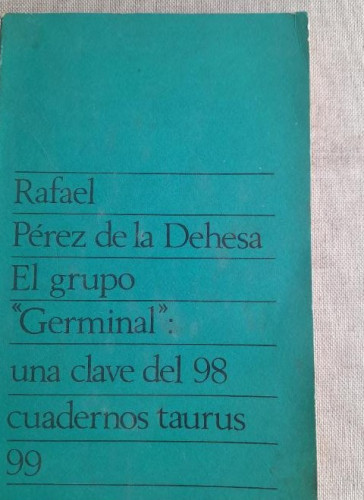 Rafael
Pérez de la Dehesa
El grupo
“Germinal”:
una clave del 98
cuadernos taurus
99